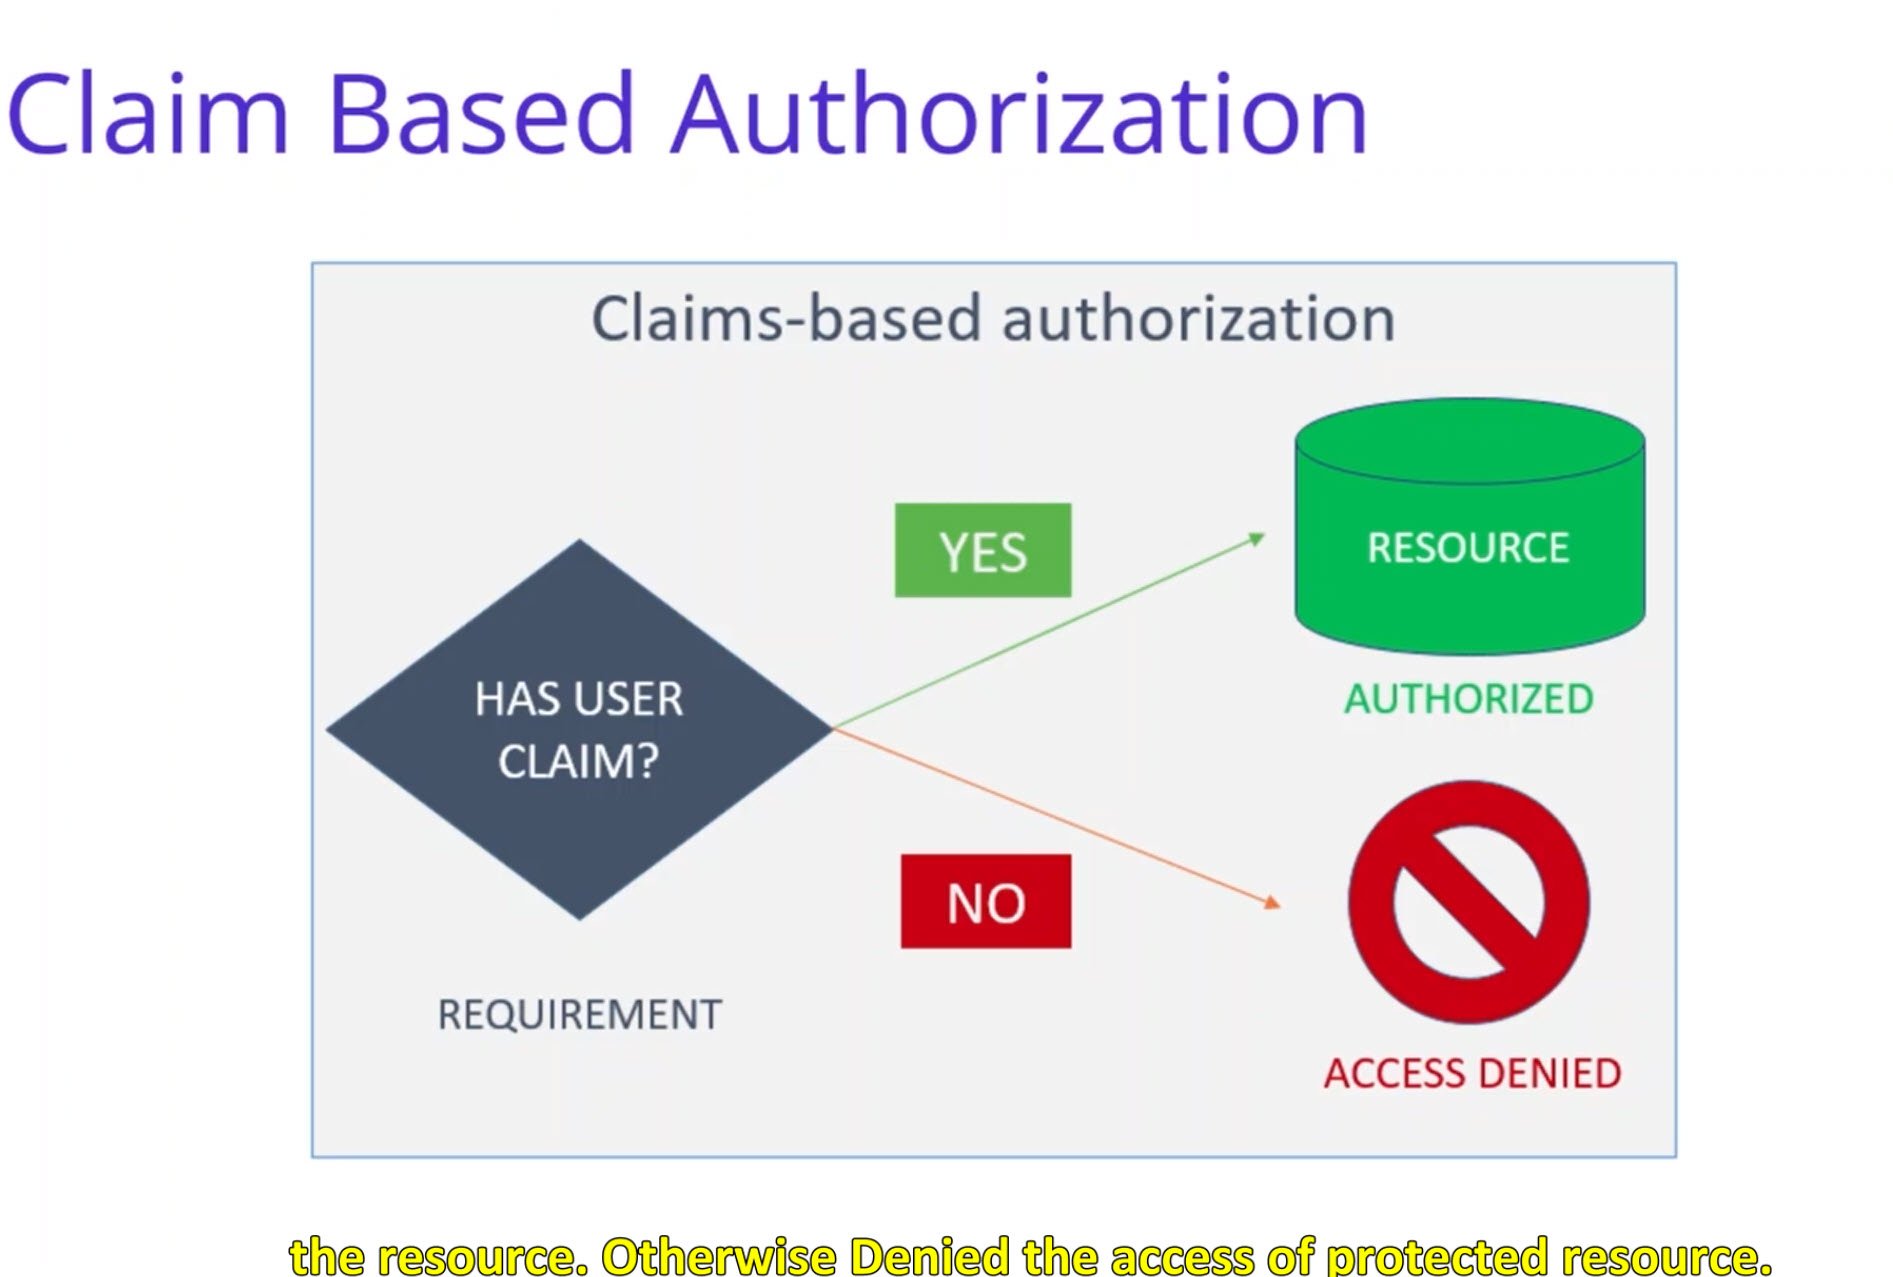 Claim Based Authorization
Claims-based authorization
YES
RESOURCE
HAS USER
CLAIM?
AUTHORIZED
NO
REQUIREMENT
ACCESS DENIED
the resource. Otherwise Denied the access of protected resource.